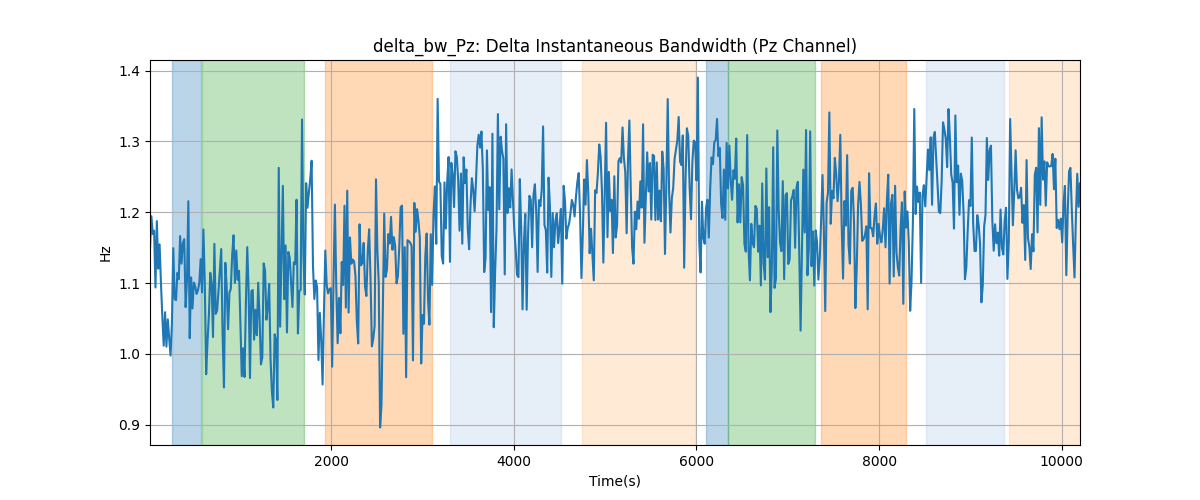 delta_bw_Pz: Delta Instantaneous Bandwidth (Pz Channel)
1.4
1.3
1.2
1.1
1.0
0.9
Hz
2000 4000 6000 8000 10000
Time(s)